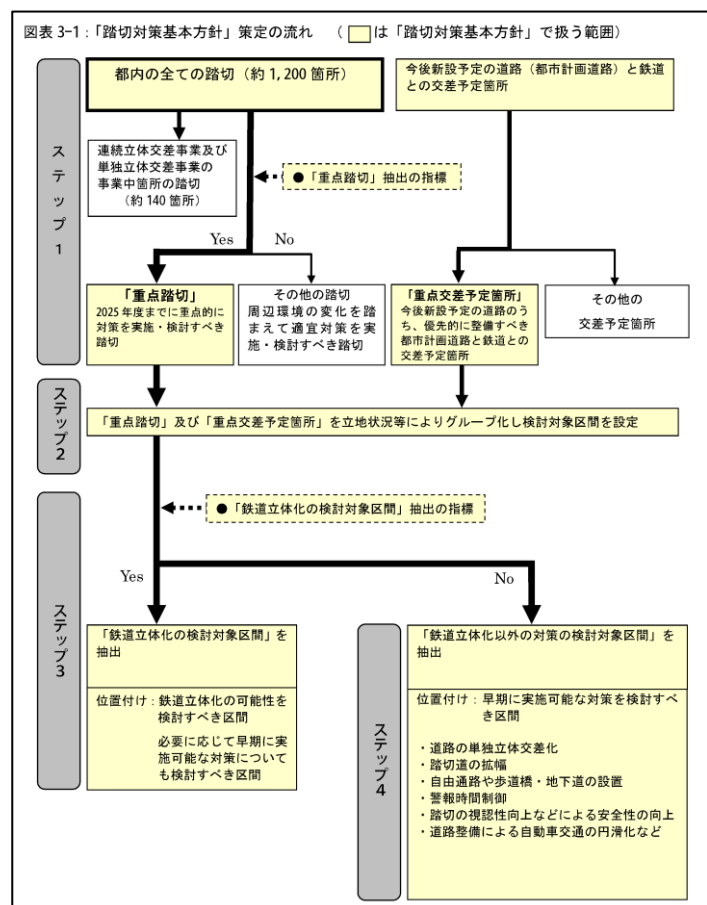 図表 3-1：「踏切対策基本方針」策定の流れ （ は「踏切対策基本方針」で扱う範囲）
ステップ1
都内の全ての踏切（約 1,200 箇所）
今後新設予定の道路（都市計画道路）と鉄道
との交差予定箇所
連続立体交差事業及び
単独立体交差事業の
事業中箇所の踏切
（約 140 箇所）
●「重点踏切」抽出の指標
Yes
No
「重点踏切」
2025 年度までに重点的に
対策を実施・検討すべき
踏切
その他の踏切
周辺環境の変化を踏
まえて適宜対策を実
施・検討すべき踏切
「重点交差予定箇所」
今後新設予定の道路のう
ち、優先的に整備すべき
都市計画道路と鉄道との
交差予定箇所
その他の
交差予定箇所
ステップ2
「重点踏切」及び「重点交差予定箇所」を立地状況等によりグループ化し検討対象区間を設定
ステップ3
●「鉄道立体化の検討対象区間」抽出の指標
Yes
No
「鉄道立体化の検討対象区間」を
抽出
位置付け：鉄道立体化の可能性を
検討すべき区間
必要に応じて早期に実
施可能な対策について
も検討すべき区間
ステップ4
「鉄道立体化以外の対策の検討対象区間」を
抽出
位置付け：早期に実施可能な対策を検討すべ
き区間
・道路の単独立体交差化
・踏切道の拡幅
・自由通路や歩道橋・地下道の設置
・警報時間制御
・踏切の視認性向上などによる安全性の向上
・道路整備による自動車交通の円滑化など